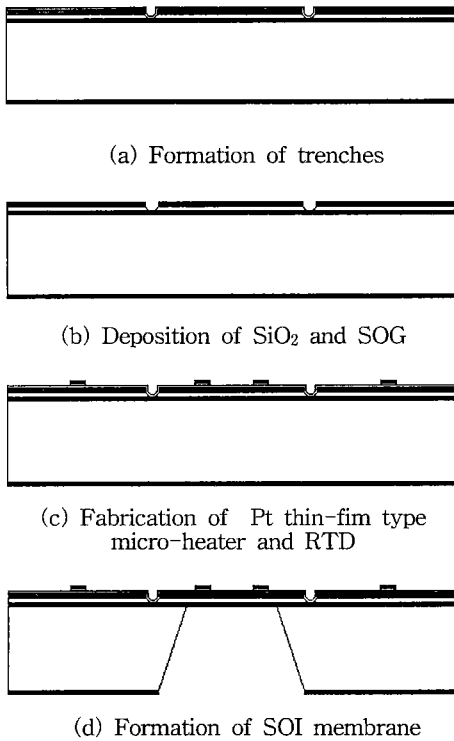 (a) Formation of trenches
(b) Deposition of SiO₂ and SOG
(c) Fabrication of Pt thin-fim type
micro-heater and RTD
(d) Formation of SOI membrane